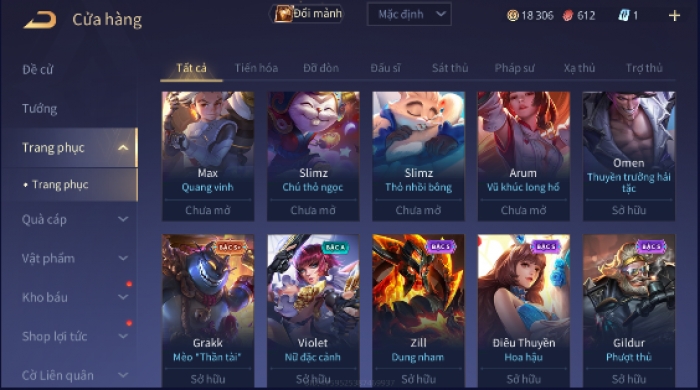 Cửa hàng
Đổi mảnh
Mặc định
18 306
612
1
+
Đề cử
Tướng
Trang phục
Trang phục
Quà cáp
Vật phẩm
Kho báu
Shop lợi tức
Cờ Liên quân
Tất cả
Tiến hóa
Đỡ đòn
Đấu sĩ
Sát thủ
Pháp sư
Xạ thủ
Trợ thủ
Max
Quang vinh
Chưa mở
Slimz
Chú thỏ ngọc
Chưa mở
Slimz
Thỏ nhồi bông
Chưa mở
Arum
Vũ khúc long hổ
Chưa mở
Omen
Thuyền trưởng hải
tặc
Sở hữu
BẬC S+
Grakk
Mèo "Thần tài"
Sở hữu
BẬC A
Violet
Nữ đặc cảnh
Sở hữu
BẬC S
Zill
Dung nham
Sở hữu
BẬC S
Điêu Thuyền
Hoa hậu
Sở hữu
BẬC S
Gildur
Phượt thủ
Sở hữu